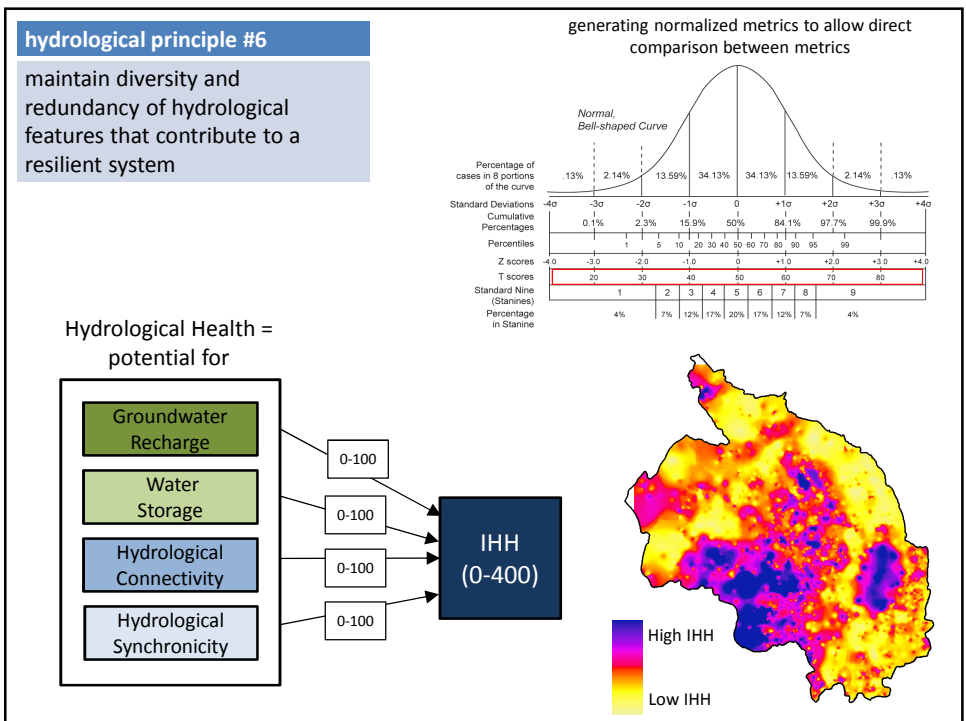 hydrological principle #6
maintain diversity and
redundancy of hydrological
features that contribute to a
resilient system
generating normalized metrics to allow direct
comparison between metrics
Normal,
Bell-shaped Curve
Percentage of
cases in 8 portions
of the curve
.13% 2.14% 13.59% 34.13% 34.13% 13.59% 2.14% .13%
Standard Deviations -4σ -3σ -2σ -1σ 0 +1σ +2σ +3σ +4σ
Cumulative
Percentages
0.1% 2.3% 15.9% 50% 84.1% 97.7% 99.9%
Percentiles 1 5 10 20 30 40 50 60 70 80 90 95 99
Z scores -4.0 -3.0 -2.0 -1.0 0 +1.0 +2.0 +3.0 +4.0
T scores 20 30 40 50 60 70 80
Standard Nine
(Stanines)
1 2 3 4 5 6 7 8 9
Percentage
in Stanine
4% 7% 12% 17% 20% 17% 12% 7% 4%
Hydrological Health =
potential for
Groundwater
Recharge
Water
Storage
Hydrological
Connectivity
Hydrological
Synchronicity
0-100
0-100
0-100
0-100
IHH
(0-400)
High IHH
Low IHH